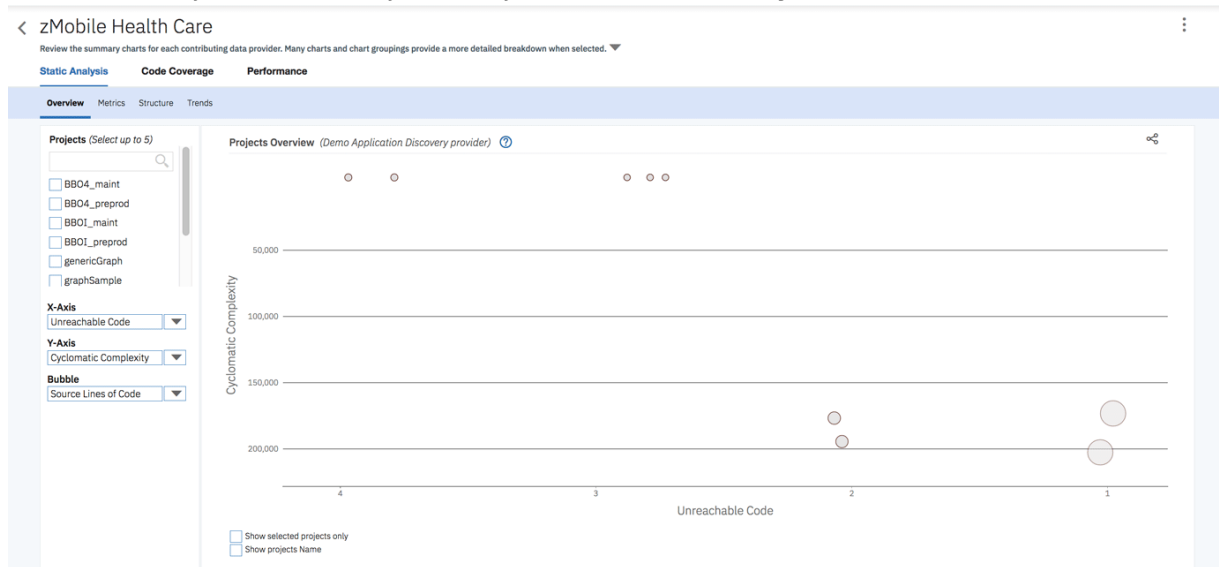 zMobile Health Care
Review the summary charts for each contributing data provider. Many charts and chart groupings provide a more detailed breakdown when selected.
Static Analysis Code Coverage Performance
Overview Metrics Structure Trends
Projects (Select up to 5)
BBO4_maint
BBO4_preprod
BBOI_maint
BBOI_preprod
genericGraph
graphSample
X-Axis
Unreachable Code
Y-Axis
Cyclomatic Complexity
Bubble
Source Lines of Code
Projects Overview (Demo Application Discovery provider) ?
Cyclomatic Complexity
50,000
100,000
150,000
200,000
4 3 2 1
Unreachable Code
Show selected projects only
Show projects Name